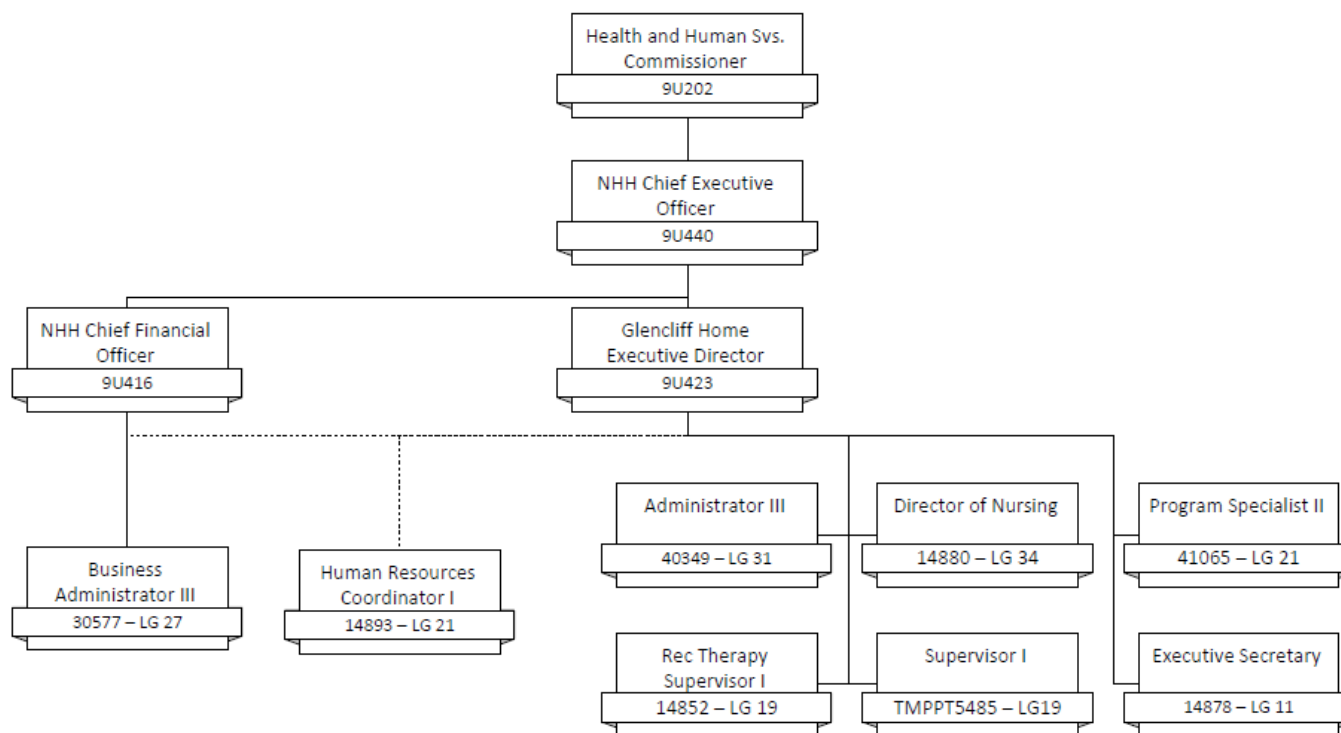 Health and Human Svs.
Commissioner
9U202
NHH Chief Executive
Officer
9U440
NHH Chief Financial
Officer
9U416
Glencliff Home
Executive Director
9U423
Administrator III
40349 – LG 31
Director of Nursing
14880 – LG 34
Program Specialist II
41065 – LG 21
Business
Administrator III
30577 – LG 27
Human Resources
Coordinator I
14893 – LG 21
Rec Therapy
Supervisor I
14852 – LG 19
Supervisor I
TMPPT5485 – LG19
Executive Secretary
14878 – LG 11